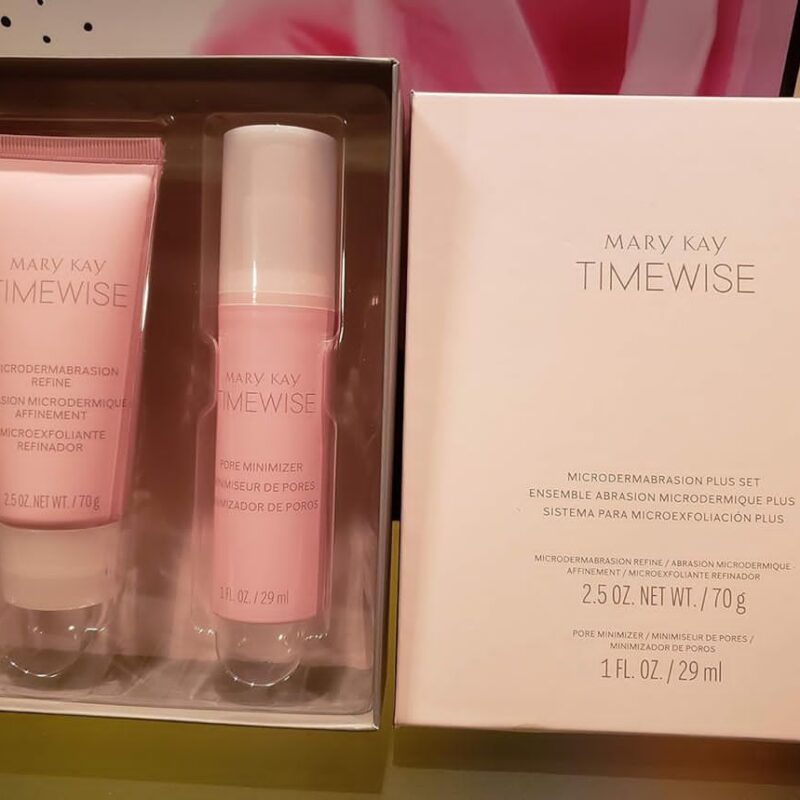 MARY KAY
TIMEWISE
MICRODERMABRASION
REFINE
ABRASION MICRODERMIQUE
AFFINEMENT
MICROEXFOLIANTE
REFINADOR
2.5 OZ. NET WT. / 70 g
MARY KAY
TIMEWISE
PORE MINIMIZER
MINIMISEUR DE PORES
MINIMIZADOR DE POROS
1 FL. OZ. / 29 ml
MARY KAY
TIMEWISE
MICRODERMABRASION PLUS SET
ENSEMBLE ABRASION MICRODERMIQUE PLUS
SISTEMA PARA MICROEXFOLIACIÓN PLUS
MICRODERMABRASION REFINE / ABRASION MICRODERMIQUE -
AFFINEMENT / MICROEXFOLIANTE REFINADOR
2.5 OZ. NET WT. / 70 g
PORE MINIMIZER / MINIMISEUR DE PORES /
MINIMIZADOR DE POROS
1 FL. OZ. / 29 ml